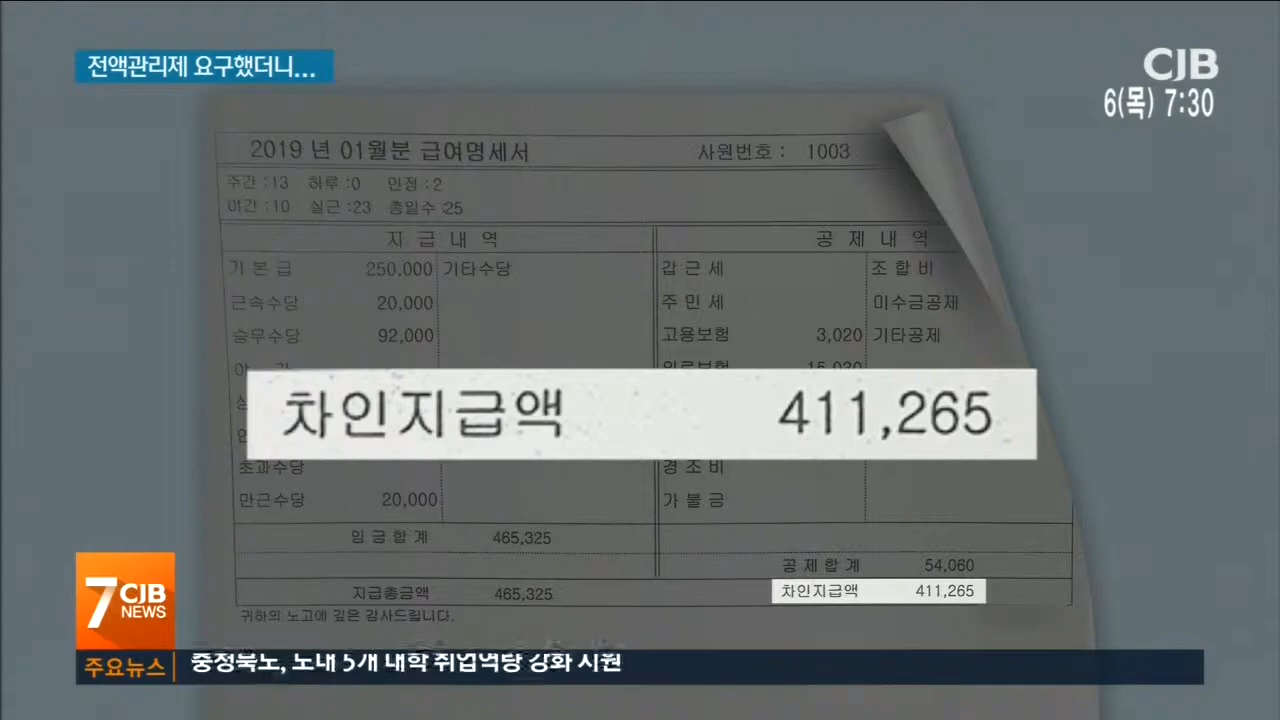 전액관리제 요구했더니...
CJB
6(목) 7:30
2019 년 01월분 급여명세서 사원번호 : 1003
주간 :13 하루 :0 인정 : 2
야간 :10 실근 :23 총일수 :25
지 급 내 역 공 제 내 역
기 본 급 250,000 기타수당 갑 근 세 조 합 비
근속수당 20,000 주 민 세 미수금공제
승무수당 92,000 고용보험 3,020 기타공제
차인지급액 411,265
초과수당 경 조 비
만근수당 20,000 가 불 금
임 금 합 계 465,325
공 제 합 계 54,060
지급총금액 465,325 차인지급액 411,265
귀하의 노고에 깊은 감사드립니다.
7 CJB NEWS
주요뉴스 충청북도, 도내 5개 대학 취업역량 강화 지원